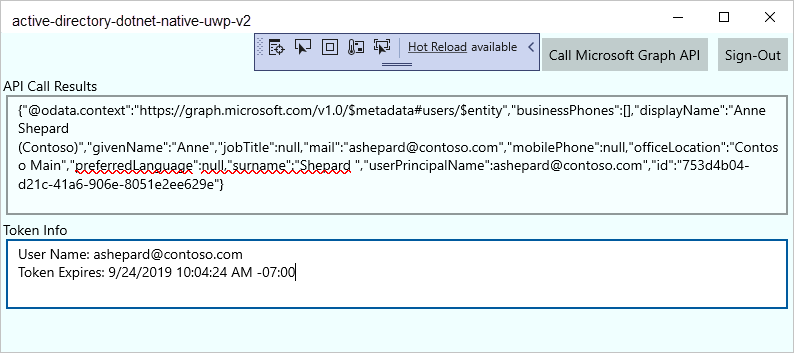 active-directory-dotnet-native-uwp-v2
Hot Reload available
Call Microsoft Graph API
Sign-Out
API Call Results
{"@odata.context":"https://graph.microsoft.com/v1.0/$metadata#users/$entity","businessPhones":[],"displayName":"Anne
Shepard
(Contoso)","givenName":"Anne","jobTitle":null,"mail":"ashepard@contoso.com","mobilePhone":null,"officeLocation":"Contos
o Main","preferredLanguage":null,"surname":"Shepard ","userPrincipalName":ashepard@contoso.com","id":"753d4b04-
d21c-41a6-906e-8051e2ee629e"}
Token Info
User Name: ashepard@contoso.com
Token Expires: 9/24/2019 10:04:24 AM -07:00